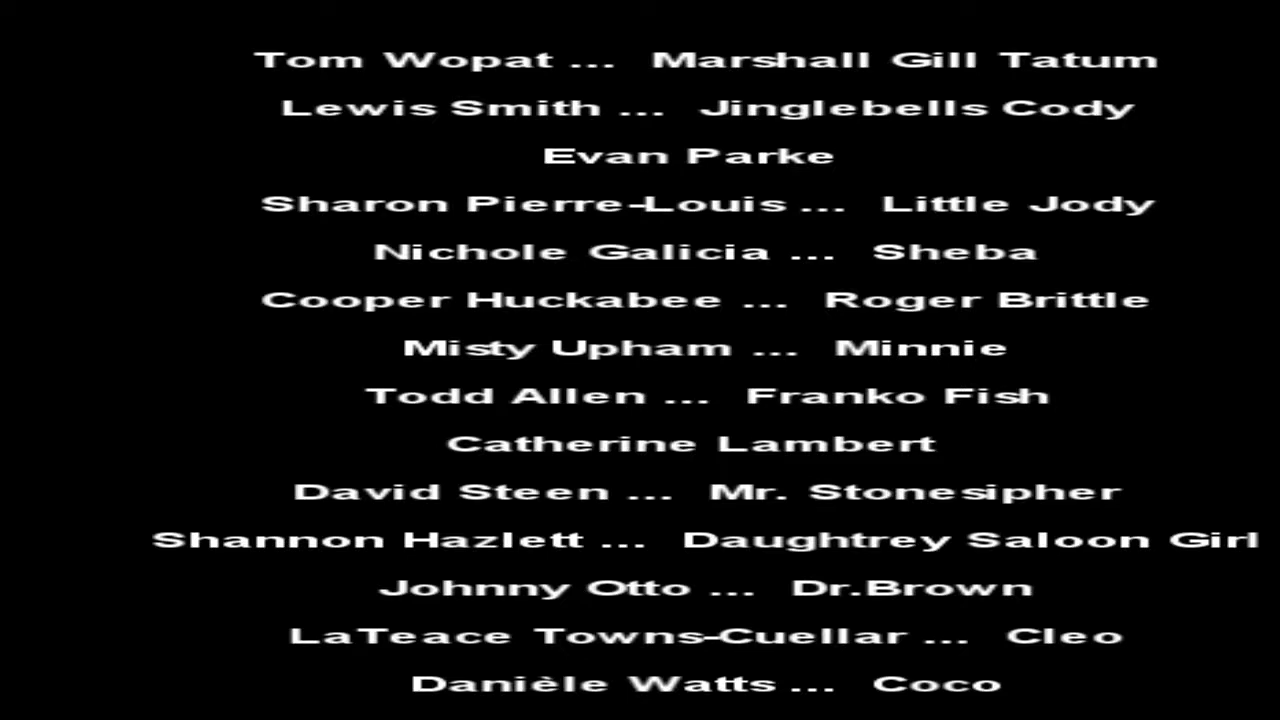 Tom Wopat ... Marshall Gill Tatum
Lewis Smith ... Jinglebells Cody
Evan Parke
Sharon Pierre-Louis ... Little Jody
Nichole Galicia ... Sheba
Cooper Huckabee ... Roger Brittle
Misty Upham ... Minnie
Todd Allen ... Franko Fish
Catherine Lambert
David Steen ... Mr. Stonesipher
Shannon Hazlett ... Daughtrey Saloon Girl
Johnny Otto ... Dr.Brown
LaTeace Towns-Cuellar ... Cleo
Danièle Watts ... Coco